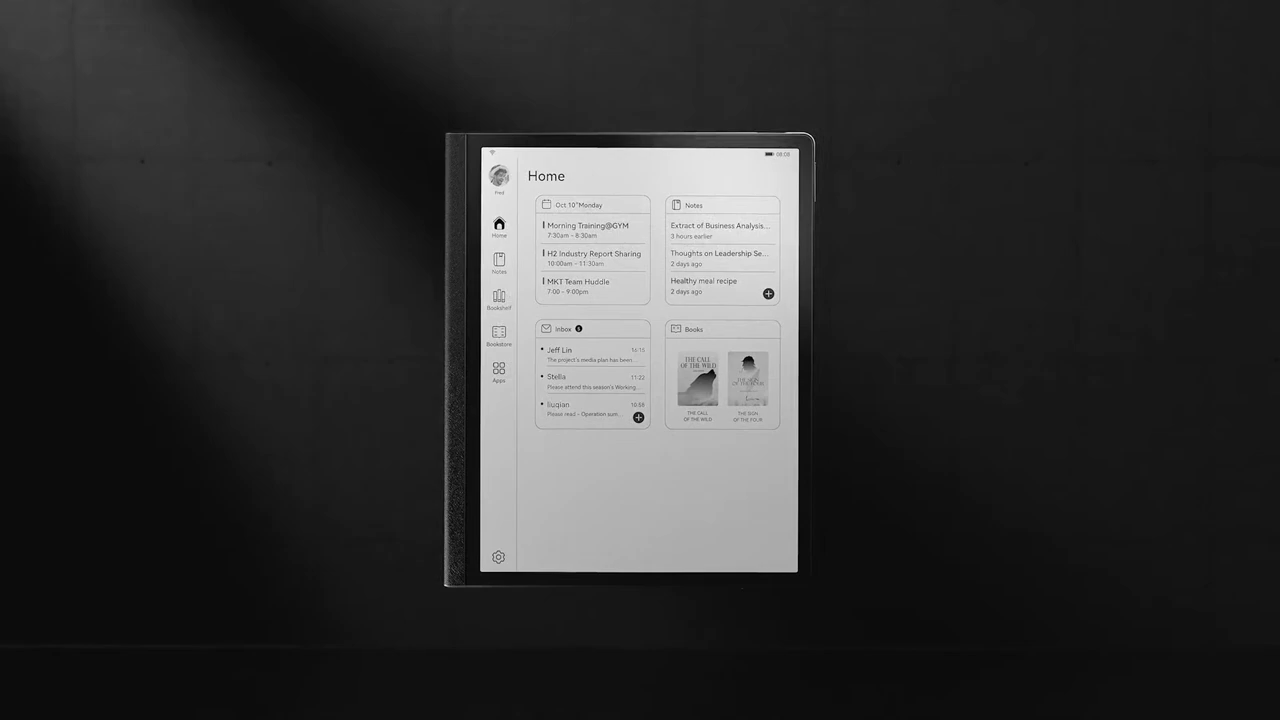 08:08
Fred
Home
Notes
Bookshelf
Bookstore
Apps
Home
Oct 10"Monday
Morning Training@GYM
7:30am - 8:30am
H2 Industry Report Sharing
10:00am - 11:30am
MKT Team Huddle
7:00 - 9:00pm
Notes
Extract of Business Analysis...
3 hours earlier
Thoughts on Leadership Se...
2 days ago
Healthy meal recipe
2 days ago
Inbox
Jeff Lin 14:15
The project's media plan has been...
Stella 11:22
Please attend this season's Working...
liuqian 10:58
Please read - Operation sum...
Books
THE CALL
OF THE WILD
THE SIGN
OF THE FOUR
THE CALL
OF THE WILD
THE SIGN
OF THE FOUR